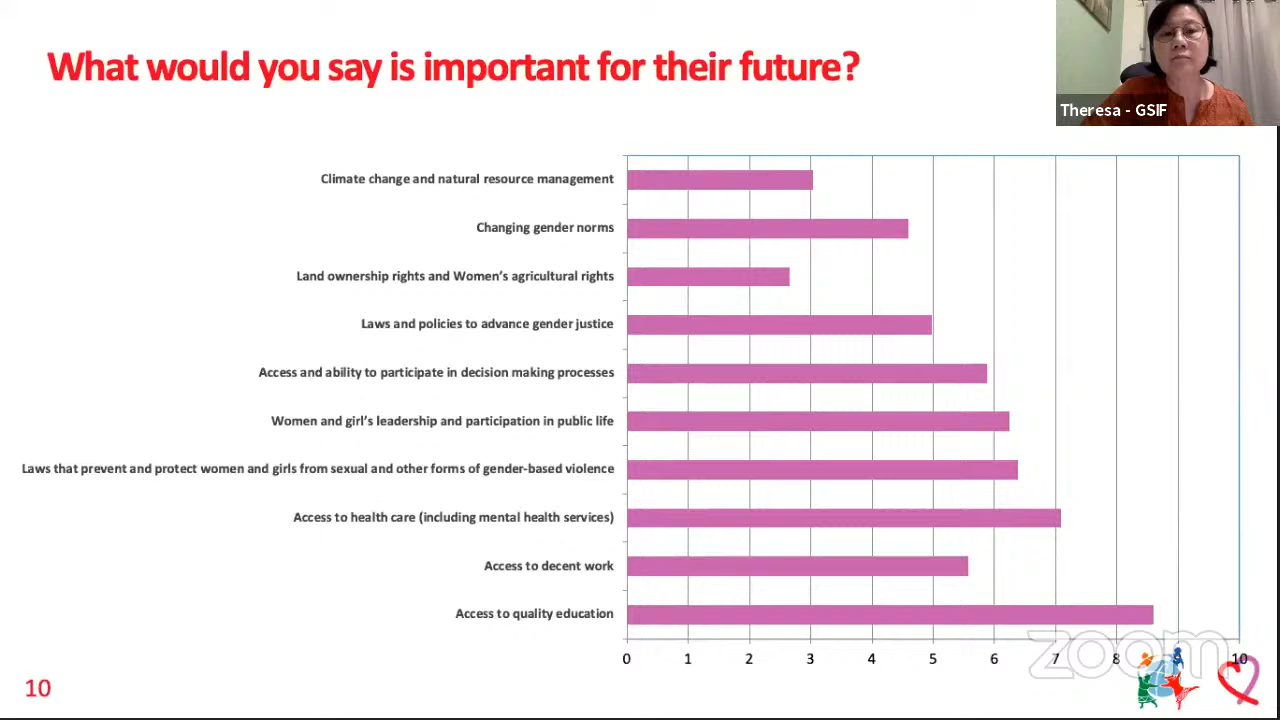 What would you say is important for their future?
Theresa - GSIF
Climate change and natural resource management
Changing gender norms
Land ownership rights and Women's agricultural rights
Laws and policies to advance gender justice
Access and ability to participate in decision making processes
Women and girl's leadership and participation in public life
Laws that prevent and protect women and girls from sexual and other forms of gender-based violence
Access to health care (including mental health services)
Access to decent work
Access to quality education
0 1 2 3 4 5 6 7 8 9 10
zoom
10